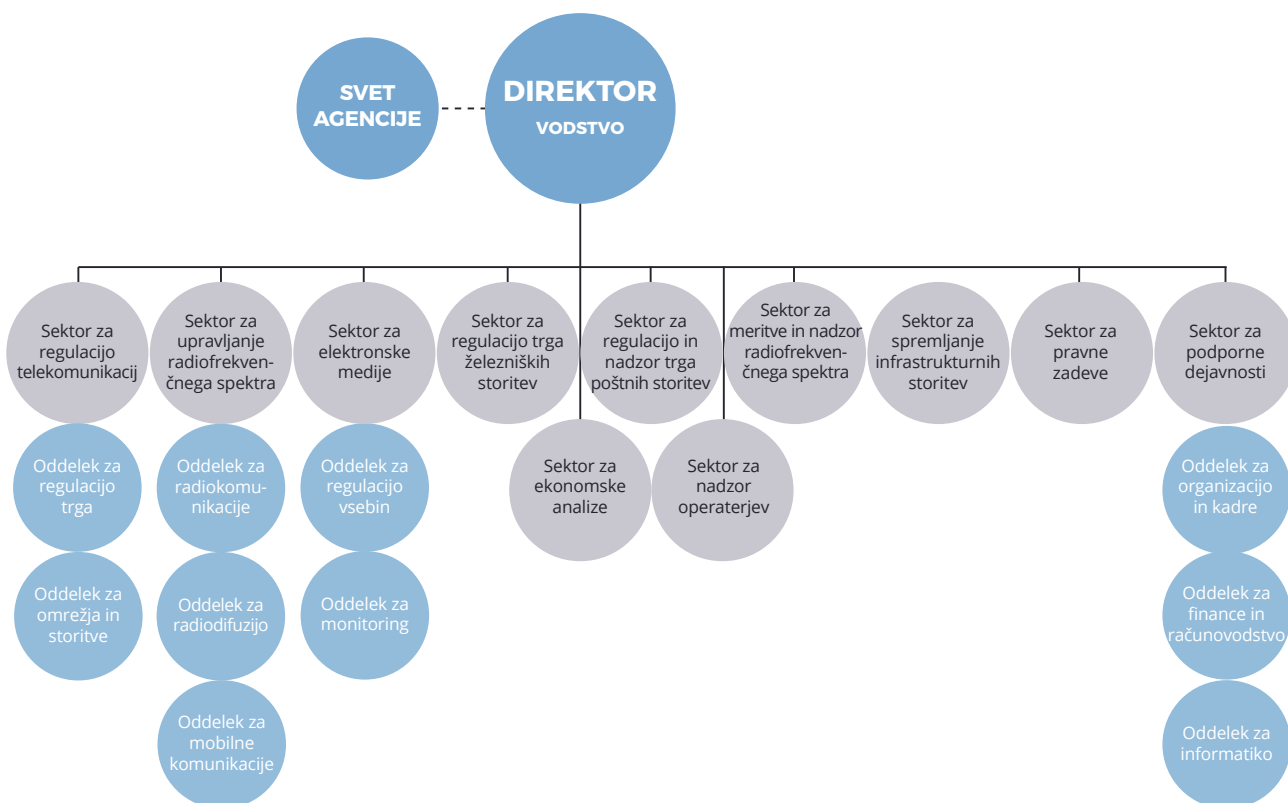 SVET
AGENCIJE
DIREKTOR
VODSTVO
Sektor za
regulacijo
telekomunikacij
Sektor za
upravljanje
radiofrekven-
čnega spektra
Sektor za
elektronske
medije
Sektor za
regulacijo trga
železniških
storitev
Sektor za
regulacijo in
nadzor trga
poštnih storitev
Sektor za
meritve in nadzor
radiofrekven-
čnega spektra
Sektor za
spremljanje
infrastrukturnih
storitev
Sektor za
pravne
zadeve
Sektor za
podporne
dejavnosti
Sektor za
ekonomske
analize
Sektor za
nadzor
operaterjev
Oddelek za
regulacijo
trga
Oddelek za
radiokomu-
nikacije
Oddelek za
regulacijo
vsebin
Oddelek za
organizacijo
in kadre
Oddelek za
omrežja in
storitve
Oddelek za
radiodifuzijo
Oddelek za
monitoring
Oddelek za
finance in
računovodstvo
Oddelek za
mobilne
komunikacije
Oddelek za
informatiko